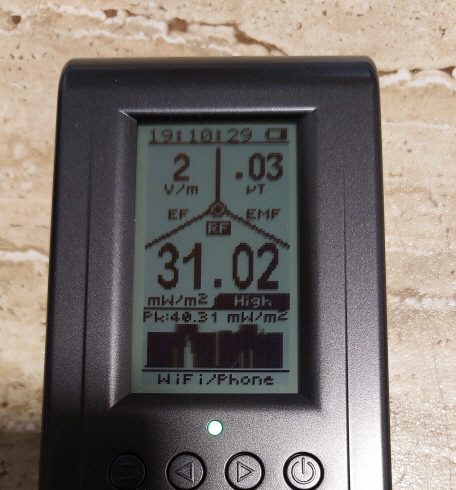 19:10:29
2 .03
V/m µT
EF EMF
RF
31.02
mW/m² High
Pk:40.31 mW/m²
WiFi/Phone